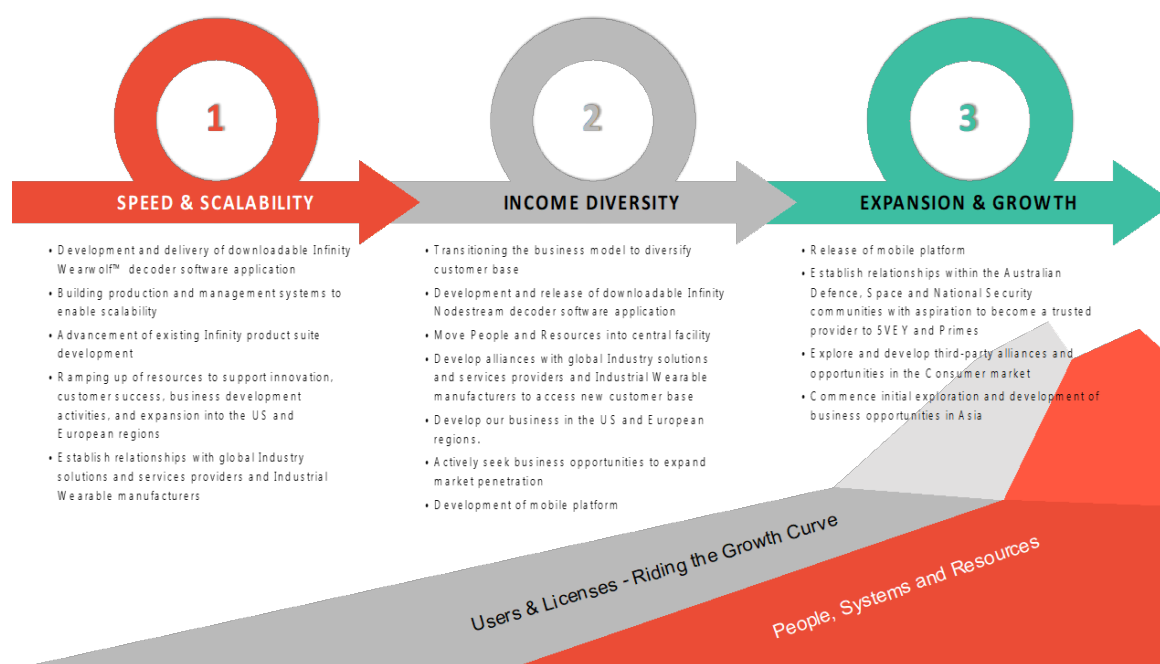 1
SPEED & SCALABILITY
• Development and delivery of downloadable Infinity
Wearwolf™ decoder software application
• Building production and management systems to
enable scalability
• Advancement of existing Infinity product suite
development
• Ramping up of resources to support innovation,
customer success, business development
activities, and expansion into the US and
European regions
• Establish relationships with global Industry
solutions and services providers and Industrial
Wearable manufacturers
2
INCOME DIVERSITY
• Transitioning the business model to diversify
customer base
• Development and release of downloadable Infinity
Nodestream decoder software application
• Move People and Resources into central facility
• Develop alliances with global Industry solutions
and services providers and Industrial Wearable
manufacturers to access new customer base
• Develop our business in the US and European
regions.
• Actively seek business opportunities to expand
market penetration
• Development of mobile platform
3
EXPANSION & GROWTH
• Release of mobile platform
• Establish relationships within the Australian
Defence, Space and National Security
communities with aspiration to become a trusted
provider to 5VEY and Primes
• Explore and develop third-party alliances and
opportunities in the Consumer market
• Commence initial exploration and development of
business opportunities in Asia
Users & Licenses - Riding the Growth Curve
People, Systems and Resources